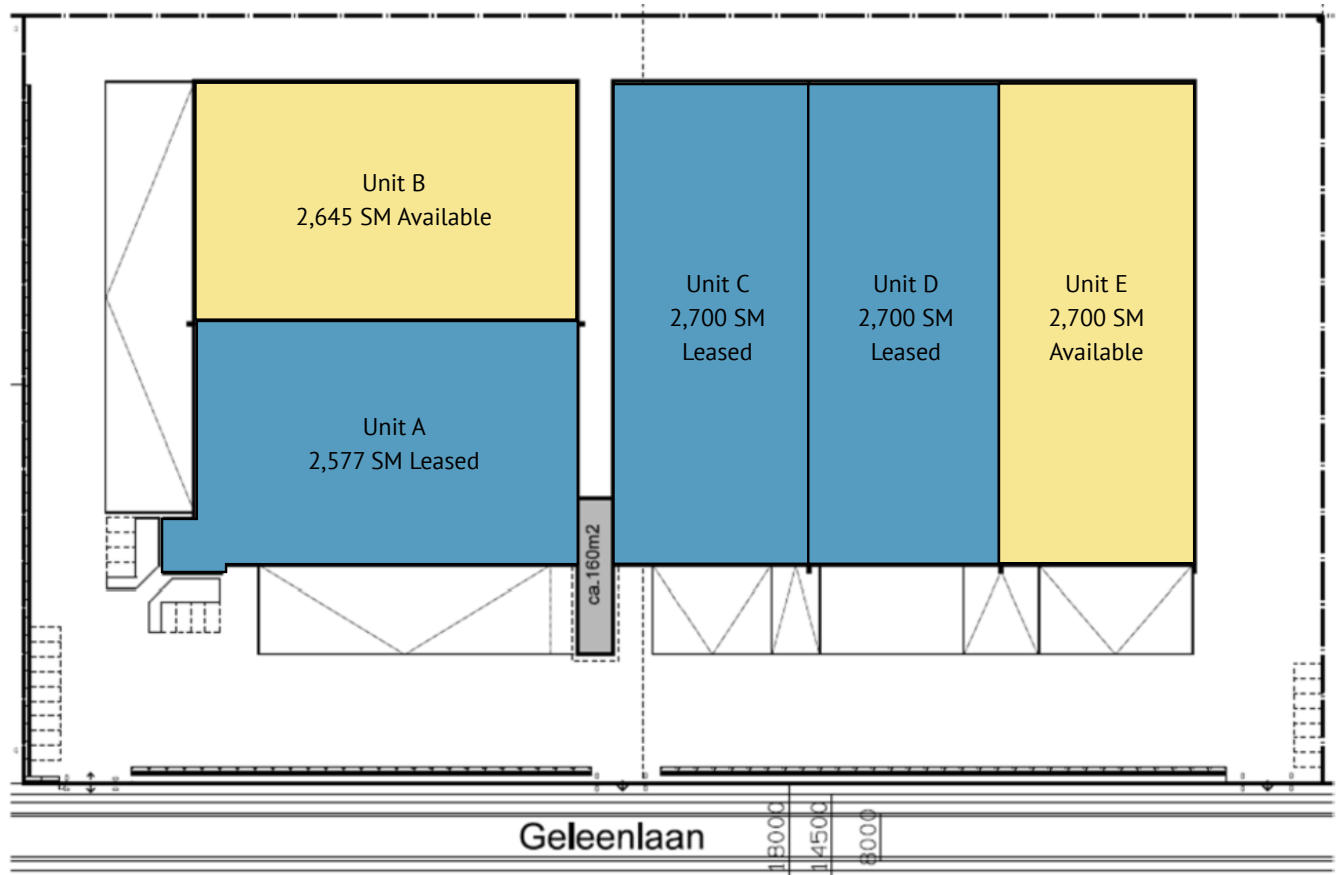 Unit B
2,645 SM Available
Unit A
2,577 SM Leased
Unit C
2,700 SM
Leased
Unit D
2,700 SM
Leased
Unit E
2,700 SM
Available
ca.160m2
Geleenlaan
18000
14500
8000